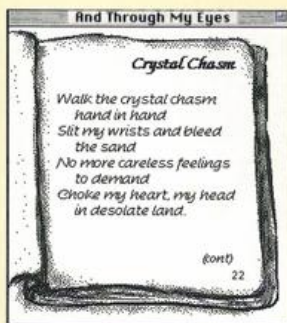 And Through My Eyes
Crystal Chasm
Walk the crystal chasm
hand in hand
Slit my wrists and bleed
the sand
No more careless feelings
to demand
Choke my heart, my head
in desolate land.
(cont)
22